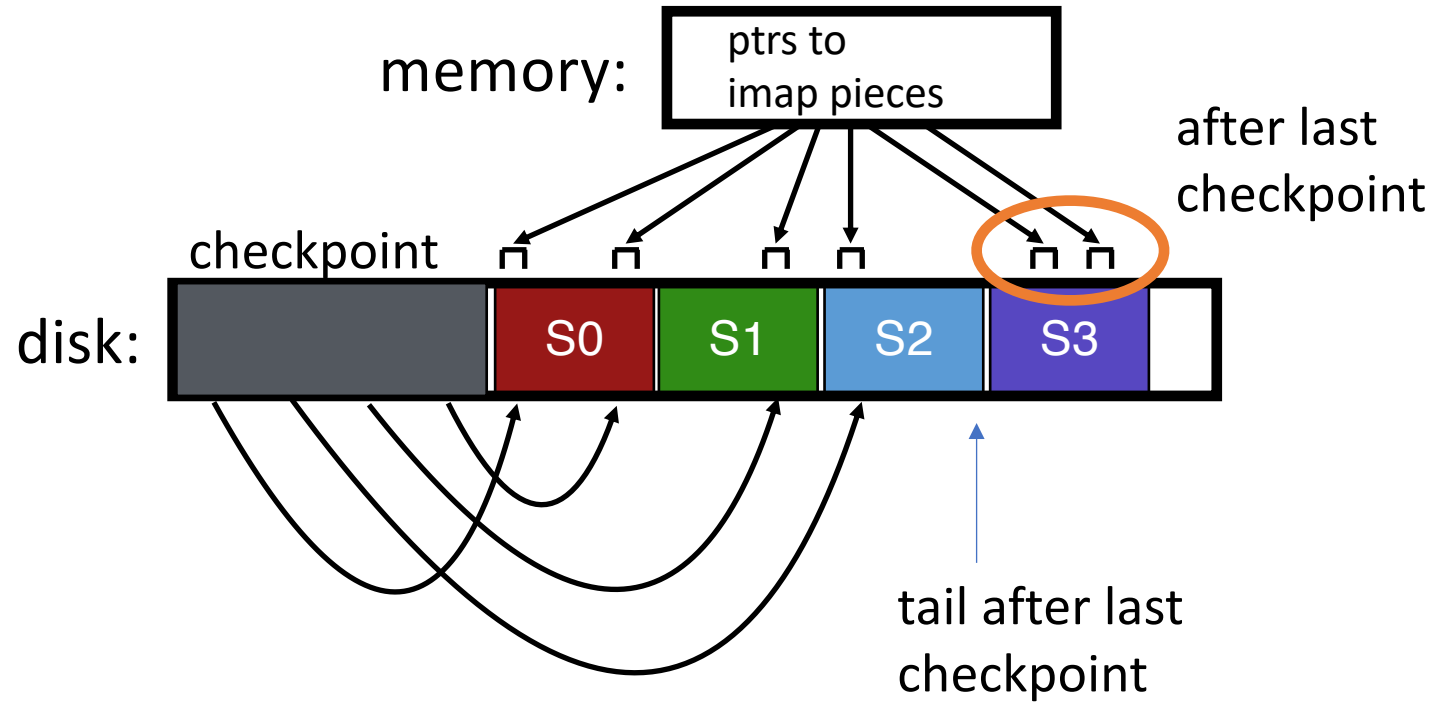 memory:
ptrs to
imap pieces
after last
checkpoint
checkpoint
disk:
S0
S1
S2
S3
tail after last
checkpoint